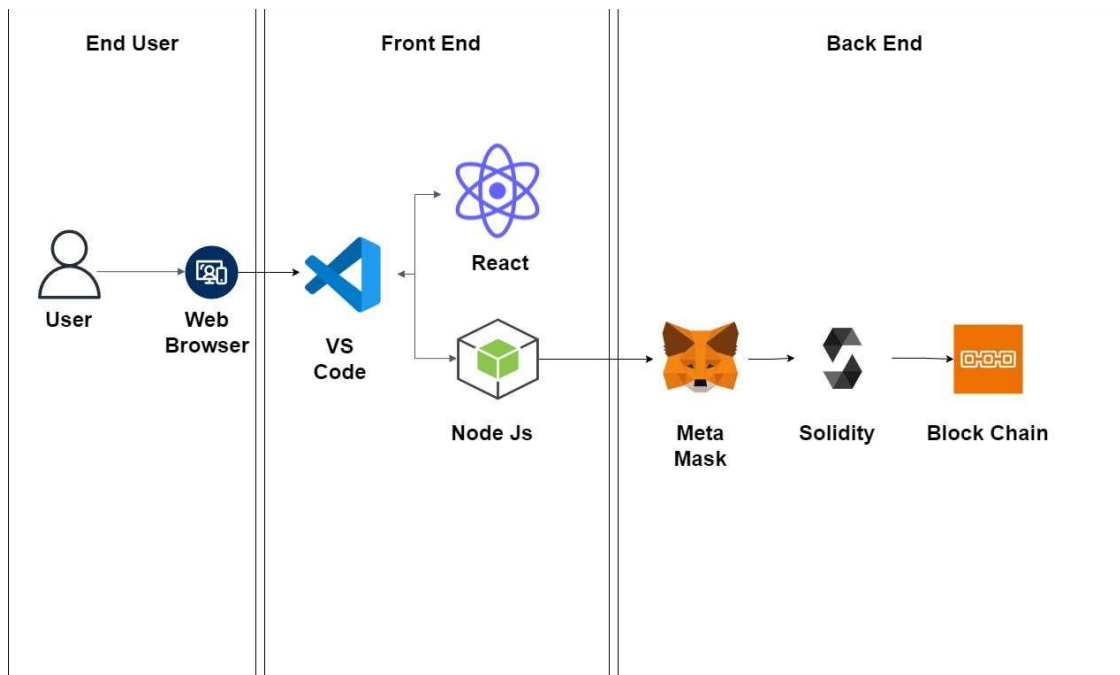 End User
Front End
Back End
React
User
Web
Browser
VS
Code
Node Js
Meta
Mask
Solidity
Block Chain